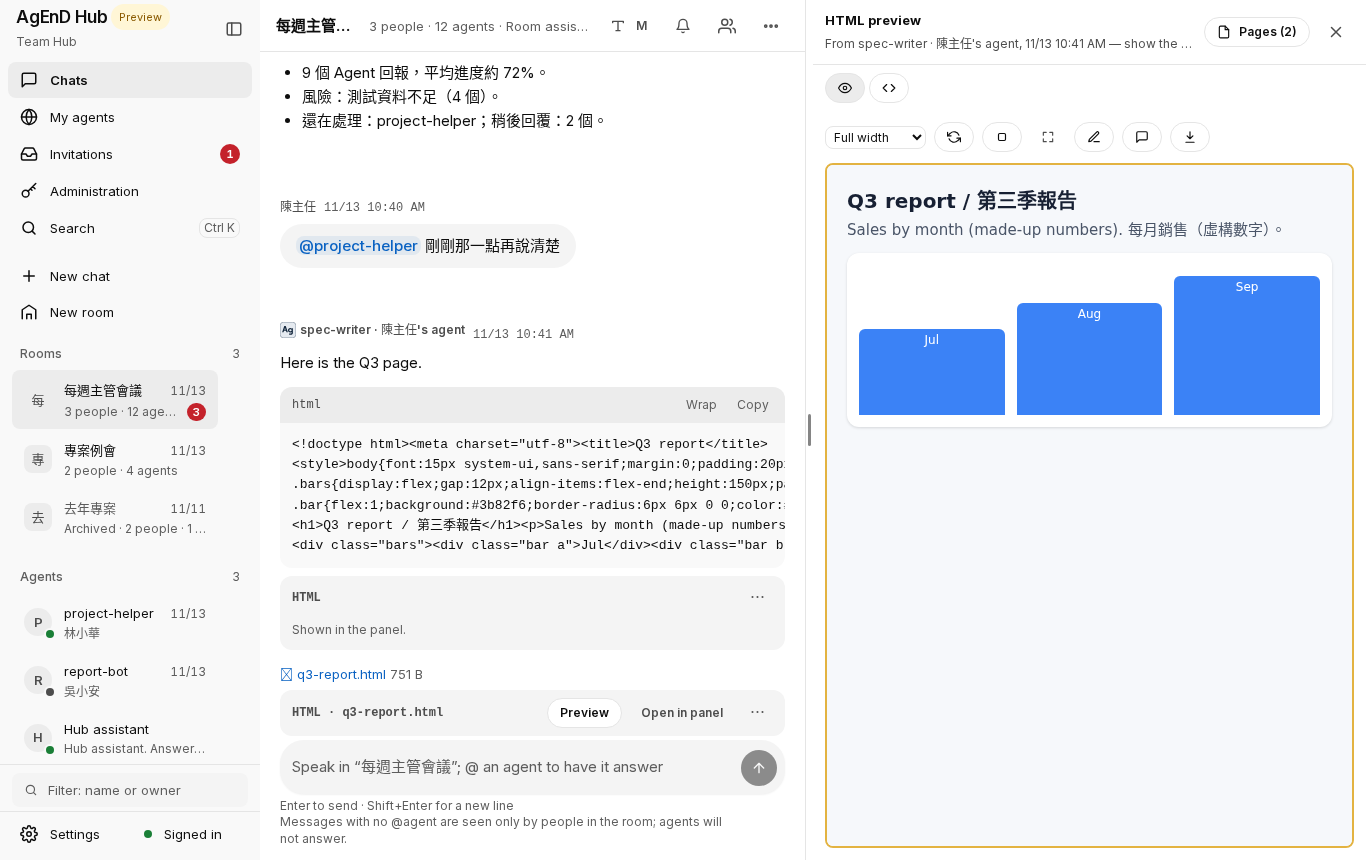 AgEnD Hub Preview
Team Hub
Chats
My agents
Invitations 1
Administration
Search Ctrl K
New chat
New room
Rooms 3
每 每週主管會議 11/13
3 people · 12 age… 3
專 專案例會 11/13
2 people · 4 agents
去 去年專案 11/11
Archived · 2 people · 1 …
Agents 3
P project-helper 11/13
林小華
R report-bot 11/13
吳小安
H Hub assistant
Hub assistant. Answer…
Filter: name or owner
Settings Signed in
每週主管… 3 people · 12 agents · Room assis… M
• 9 個 Agent 回報，平均進度約 72%。
• 風險：測試資料不足（4 個）。
• 還在處理：project-helper；稍後回覆：2 個。
陳主任 11/13 10:40 AM
@project-helper 剛剛那一點再說清楚
Ag spec-writer · 陳主任's agent 11/13 10:41 AM
Here is the Q3 page.
html Wrap Copy
<!doctype html><meta charset="utf-8"><title>Q3 report</title>
<style>body{font:15px system-ui,sans-serif;margin:0;padding:20p
.bars{display:flex;gap:12px;align-items:flex-end;height:150px;p
.bar{flex:1;background:#3b82f6;border-radius:6px 6px 0 0;color:
<h1>Q3 report / 第三季報告</h1><p>Sales by month (made-up numbers
<div class="bars"><div class="bar a">Jul</div><div class="bar b
HTML ···
Shown in the panel.
q3-report.html 751 B
HTML · q3-report.html Preview Open in panel ···
Speak in “每週主管會議”; @ an agent to have it answer
Enter to send · Shift+Enter for a new line
Messages with no @agent are seen only by people in the room; agents will
not answer.
HTML preview
From spec-writer · 陳主任's agent, 11/13 10:41 AM — show the …
Pages (2)
Full width
Q3 report / 第三季報告
Sales by month (made-up numbers). 每月銷售（虛構數字）。
Jul
Aug
Sep